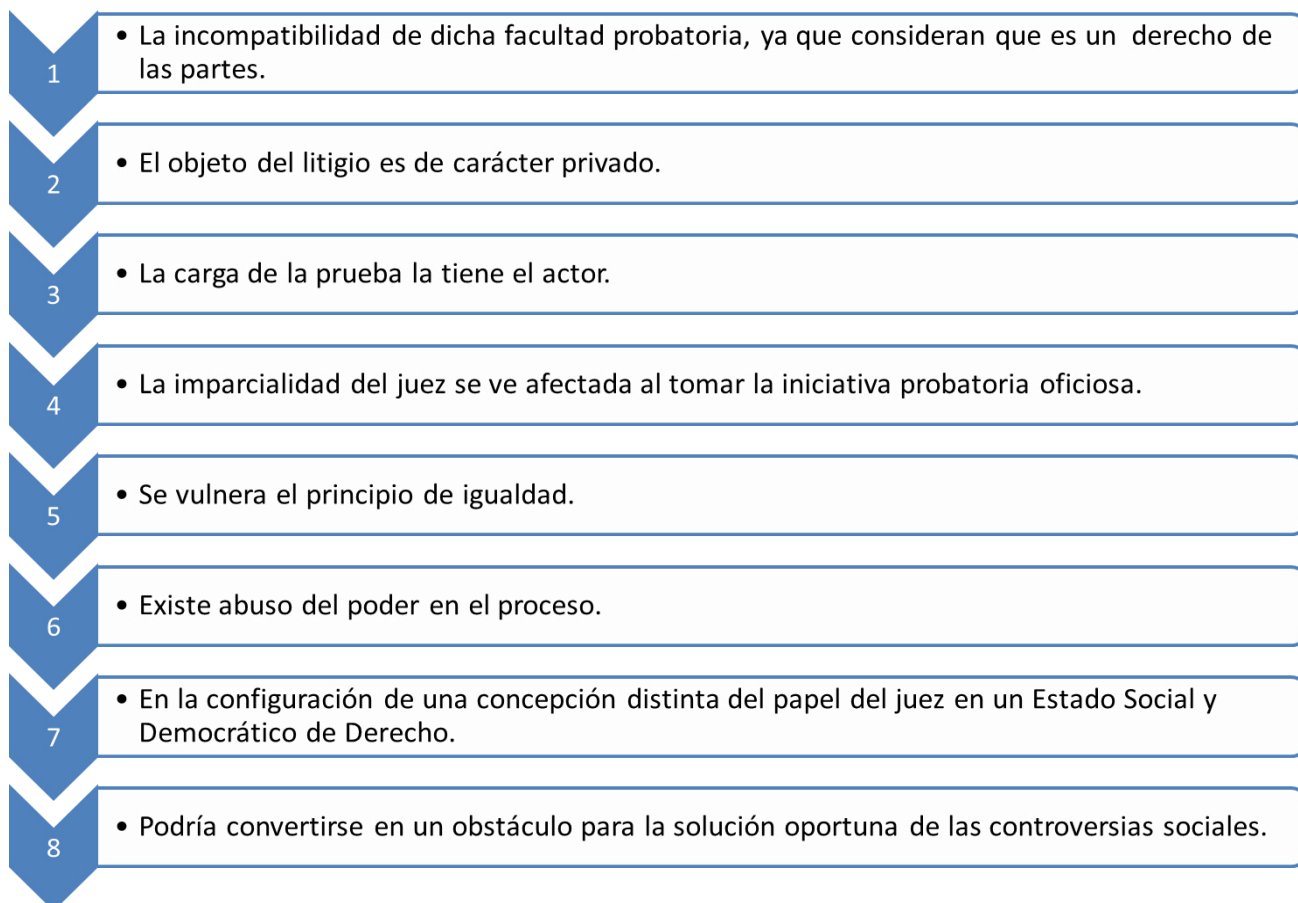 1
• La incompatibilidad de dicha facultad probatoria, ya que consideran que es un derecho de
las partes.
2
• El objeto del litigio es de carácter privado.
3
• La carga de la prueba la tiene el actor.
4
• La imparcialidad del juez se ve afectada al tomar la iniciativa probatoria oficiosa.
5
• Se vulnera el principio de igualdad.
6
• Existe abuso del poder en el proceso.
7
• En la configuración de una concepción distinta del papel del juez en un Estado Social y
Democrático de Derecho.
8
• Podría convertirse en un obstáculo para la solución oportuna de las controversias sociales.